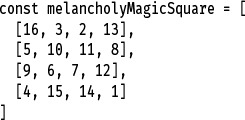 const melancholyMagicSquare = [
  [16, 3, 2, 13],
  [5, 10, 11, 8],
  [9, 6, 7, 12],
  [4, 15, 14, 1]
]